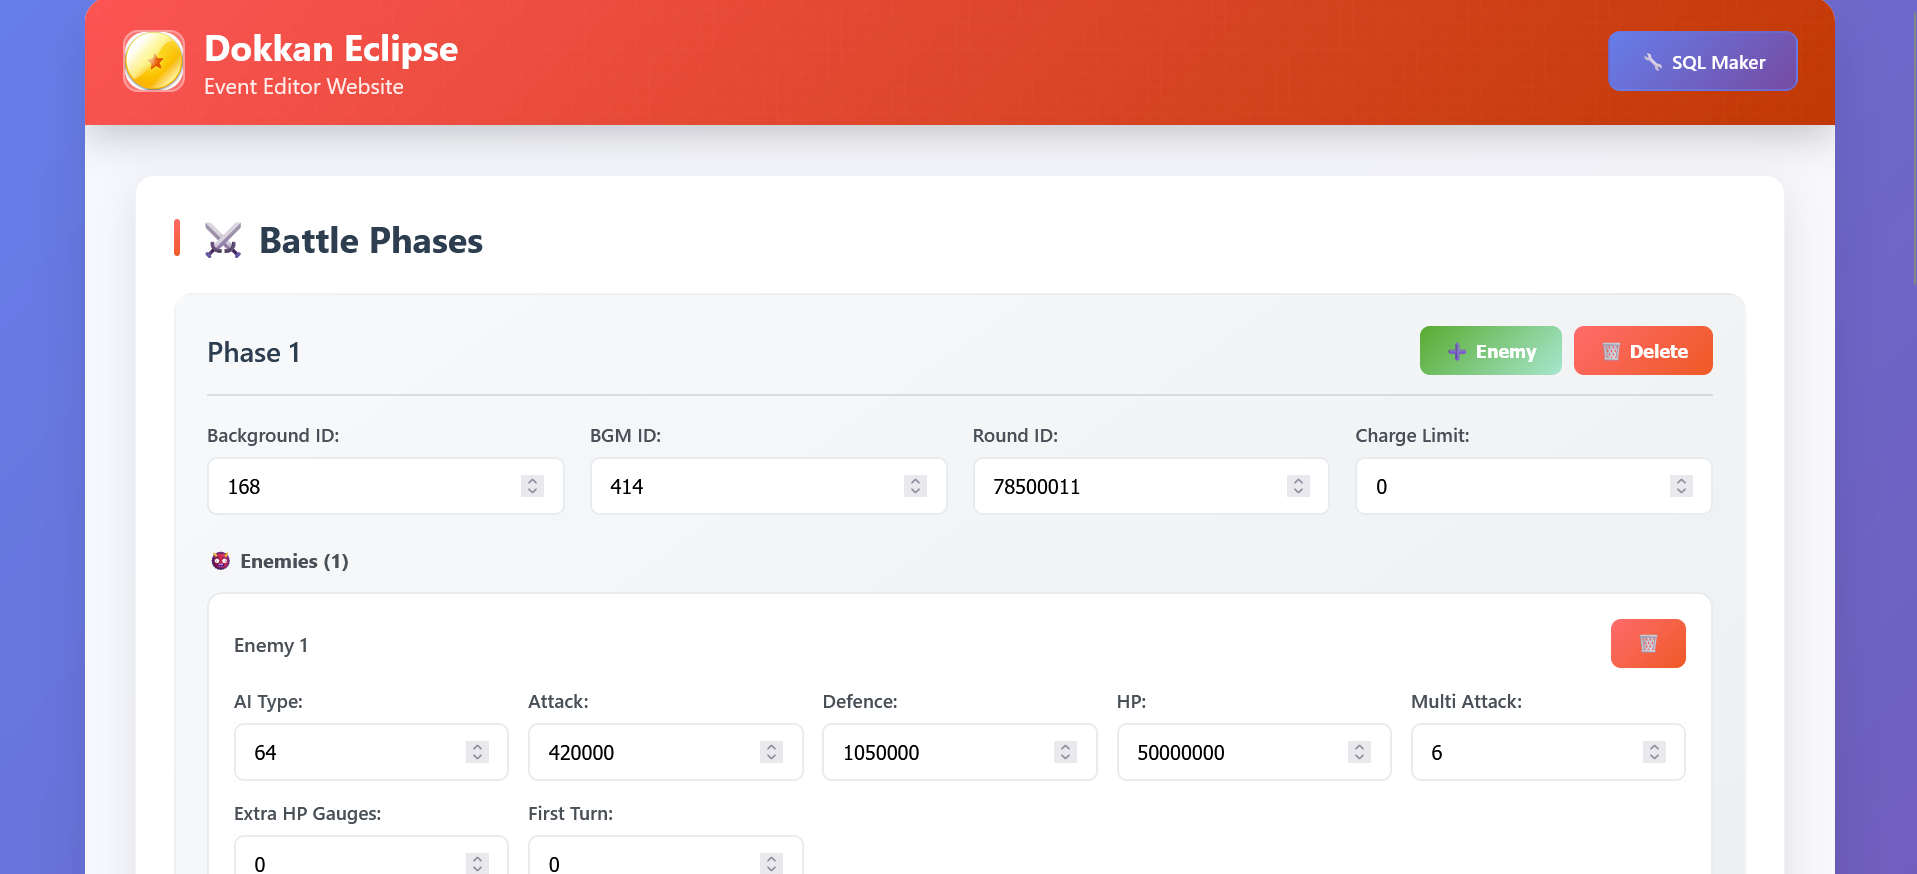 Dokkan Eclipse
Event Editor Website
SQL Maker
Battle Phases
Phase 1
Enemy
Delete
Background ID:
BGM ID:
Round ID:
Charge Limit:
168
414
78500011
0
Enemies (1)
Enemy 1
AI Type:
Attack:
Defence:
HP:
Multi Attack:
64
420000
1050000
50000000
6
Extra HP Gauges:
First Turn:
0
0